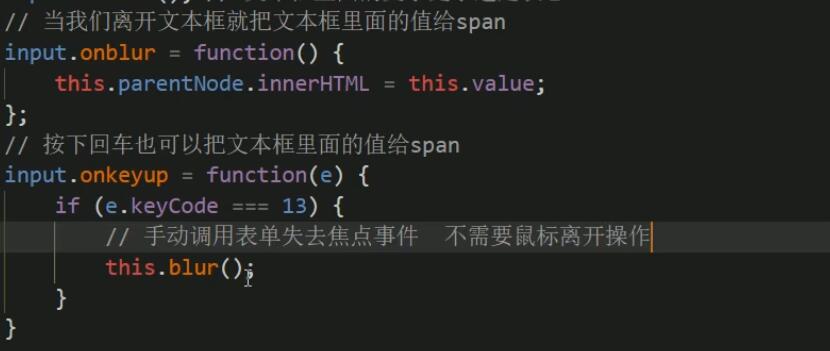 // 当我们离开文本框就把文本框里面的值给span
input.onblur = function() {
this.parentNode.innerHTML = this.value;
};
// 按下回车也可以把文本框里面的值给span
input.onkeyup = function(e) {
if (e.keyCode === 13) {
// 手动调用表单失去焦点事件 不需要鼠标离开操作
this.blur();
}
}